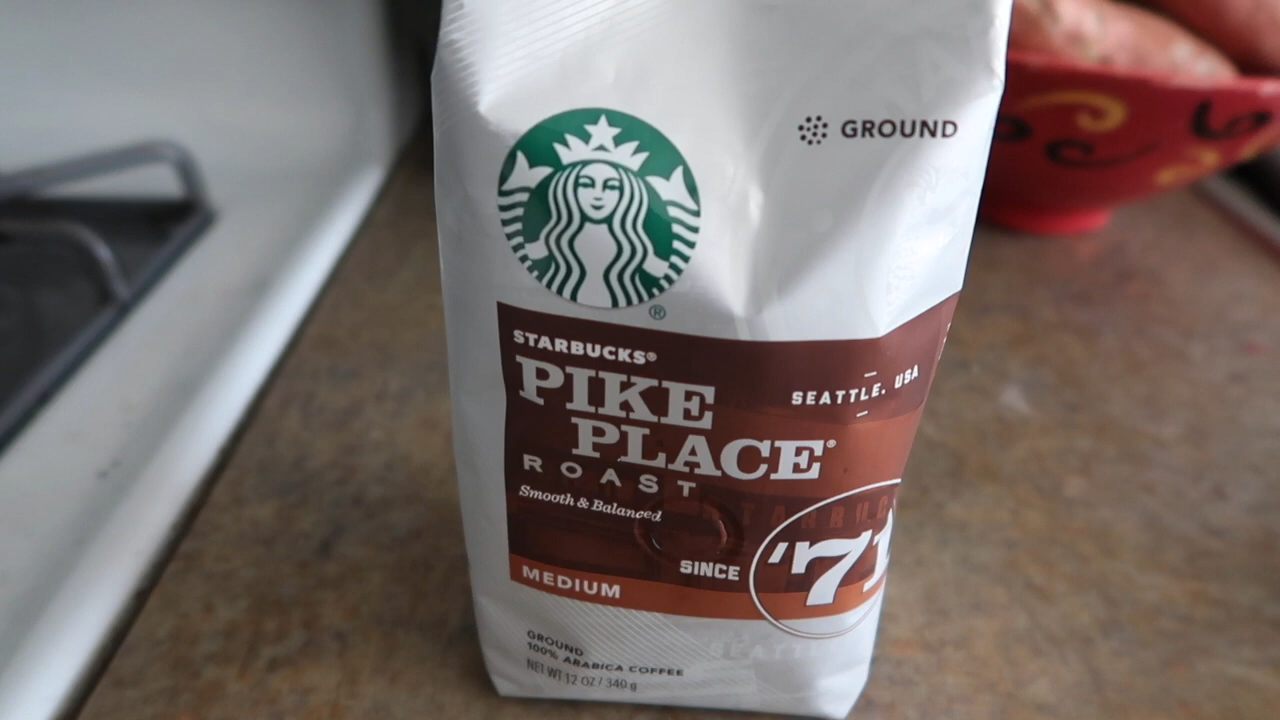 GROUND
®
STARBUCKS®
PIKE
PLACE®
ROAST
Smooth & Balanced
SEATTLE, USA
SINCE
'71
MEDIUM
GROUND
100% ARABICA COFFEE
NET WT 12 OZ / 340 g